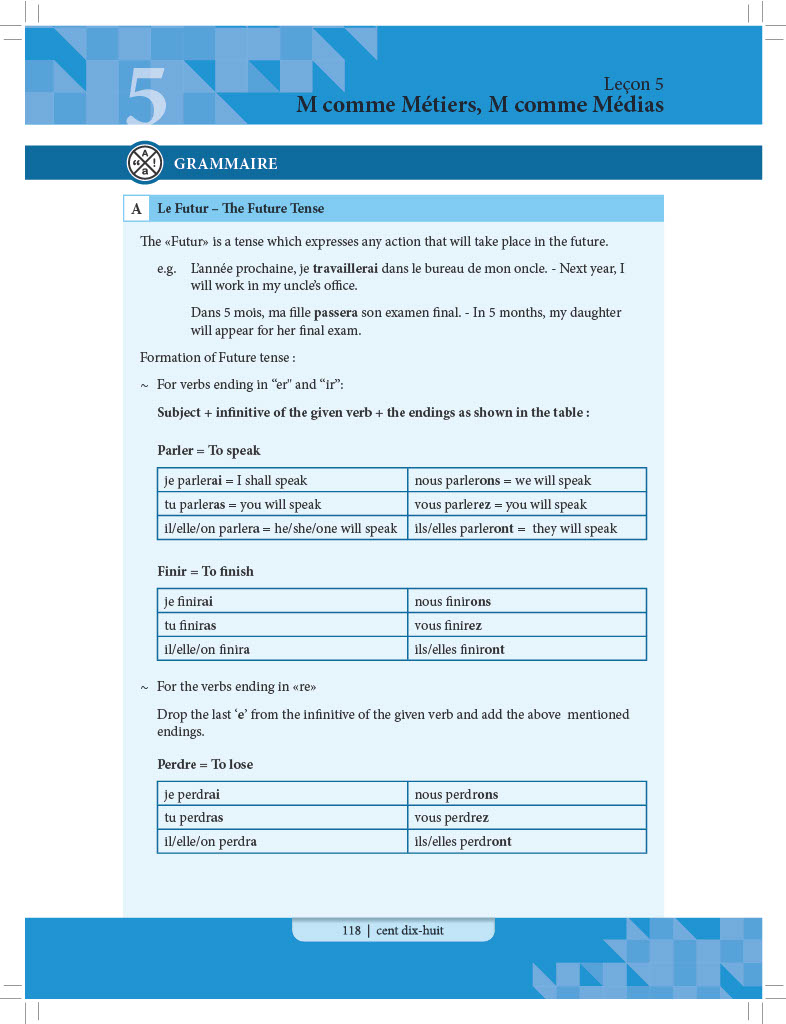 5
Leçon 5
M comme Métiers, M comme Médias
A “ ! a
GRAMMAIRE
A Le Futur – The Future Tense
The «Futur» is a tense which expresses any action that will take place in the future.
e.g. L’année prochaine, je travaillerai dans le bureau de mon oncle. - Next year, I
will work in my uncle’s office.
Dans 5 mois, ma fille passera son examen final. - In 5 months, my daughter
will appear for her final exam.
Formation of Future tense :
~ For verbs ending in “er" and “ir”:
Subject + infinitive of the given verb + the endings as shown in the table :
Parler = To speak
je parlerai = I shall speak nous parlerons = we will speak
tu parleras = you will speak vous parlerez = you will speak
il/elle/on parlera = he/she/one will speak ils/elles parleront = they will speak
Finir = To finish
je finirai nous finirons
tu finiras vous finirez
il/elle/on finira ils/elles finiront
~ For the verbs ending in «re»
Drop the last ‘e’ from the infinitive of the given verb and add the above mentioned
endings.
Perdre = To lose
je perdrai nous perdrons
tu perdras vous perdrez
il/elle/on perdra ils/elles perdront
118 | cent dix-huit